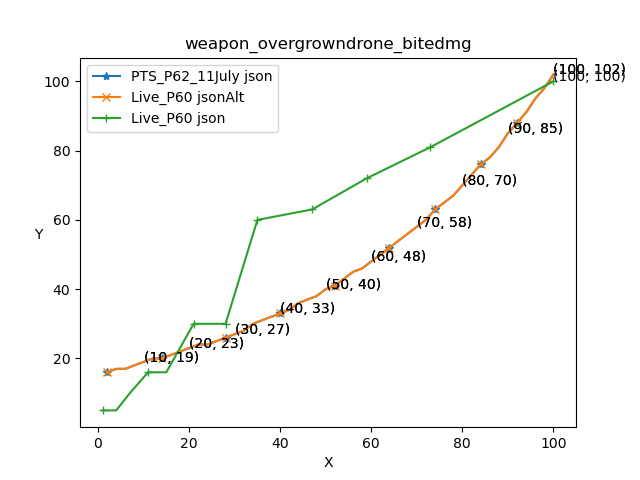 weapon_overgrowndrone_bitedmg
PTS_P62_11July json
Live_P60 jsonAlt
Live_P60 json
(100, 102)
(100, 100)
100
(90, 85)
80
(80, 70)
(70, 58)
60
Y
(60, 48)
(50, 40)
40
(40, 33)
(30, 27)
(20, 23)
20
(10, 19)
0 20 40 60 80 100
X